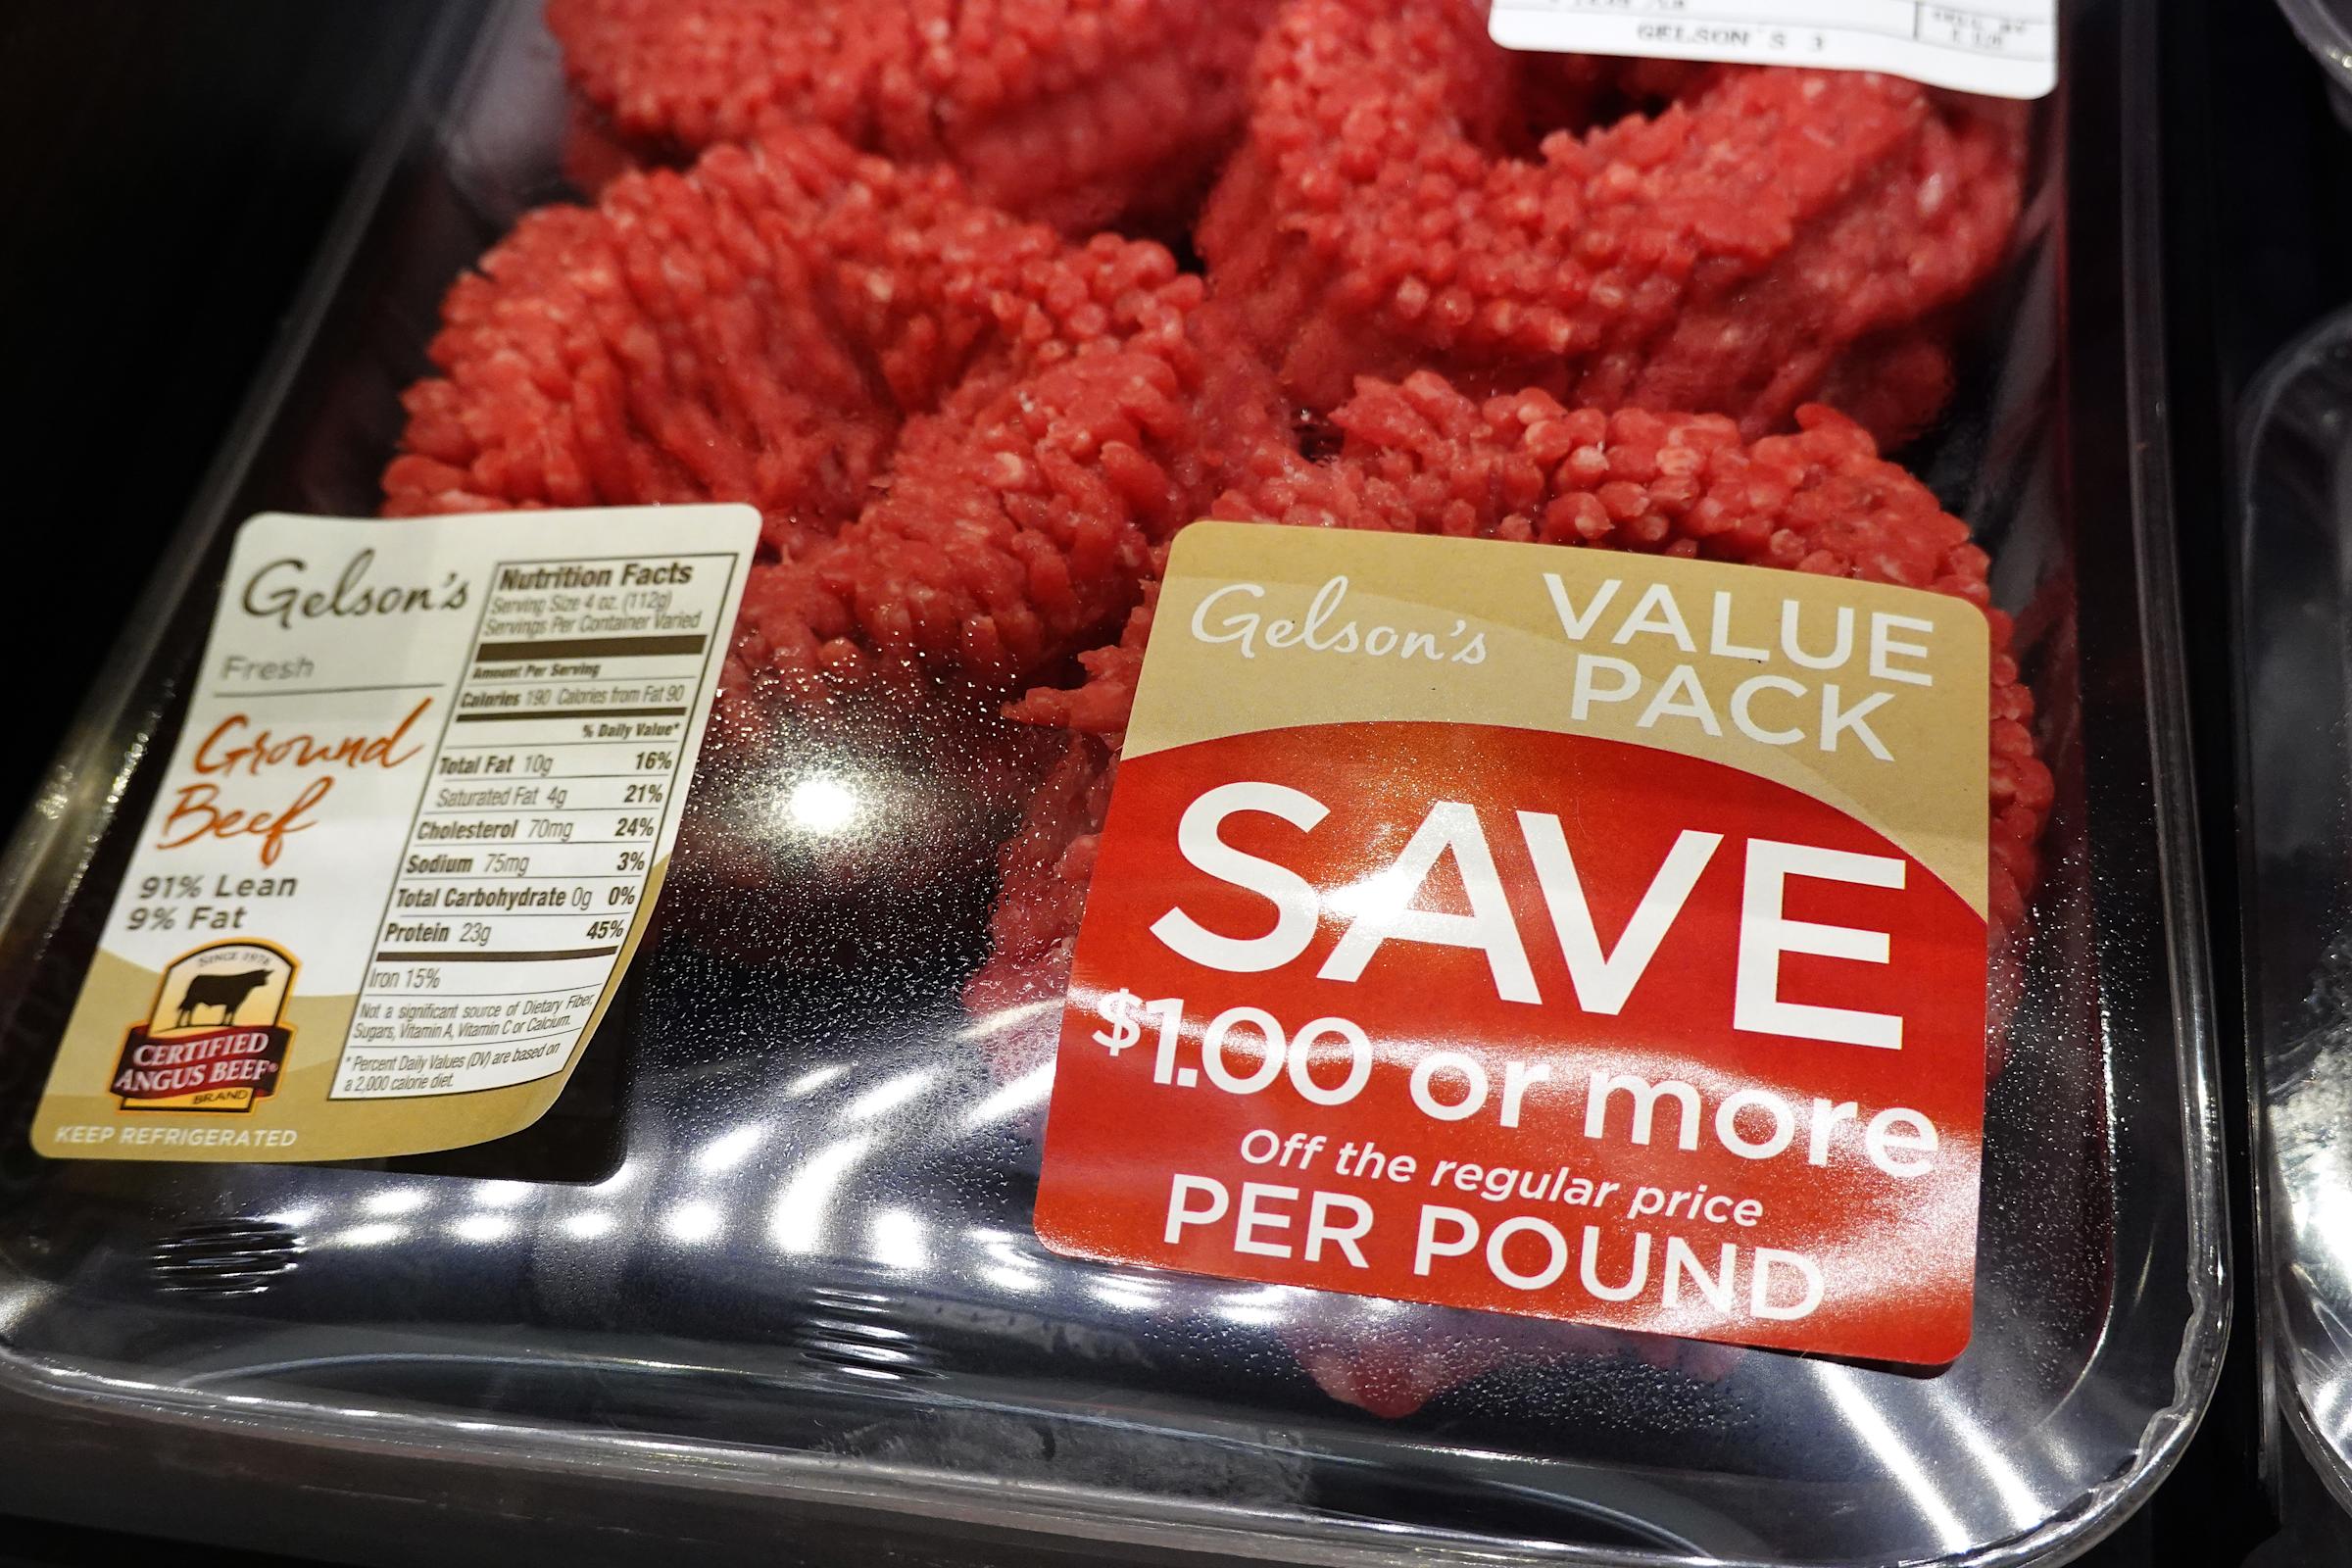 GELSON'S
Gelson's
Fresh
Ground
Beef
91% Lean
9% Fat
SINCE 1978
CERTIFIED
ANGUS BEEF®
BRAND
KEEP REFRIGERATED
Nutrition Facts
Serving Size 4 oz. (112g)
Servings Per Container Varied
Amount Per Serving
Calories 190 Calories from Fat 90
% Daily Value*
Total Fat 10g 16%
Saturated Fat 4g 21%
Cholesterol 70mg 24%
Sodium 75mg 3%
Total Carbohydrate 0g 0%
Protein 23g 45%
Iron 15%
Not a significant source of Dietary Fiber,
Sugars, Vitamin A, Vitamin C or Calcium.
* Percent Daily Values (DV) are based on
a 2,000 calorie diet.
Gelson's
VALUE
PACK
SAVE
$1.00 or more
Off the regular price
PER POUND